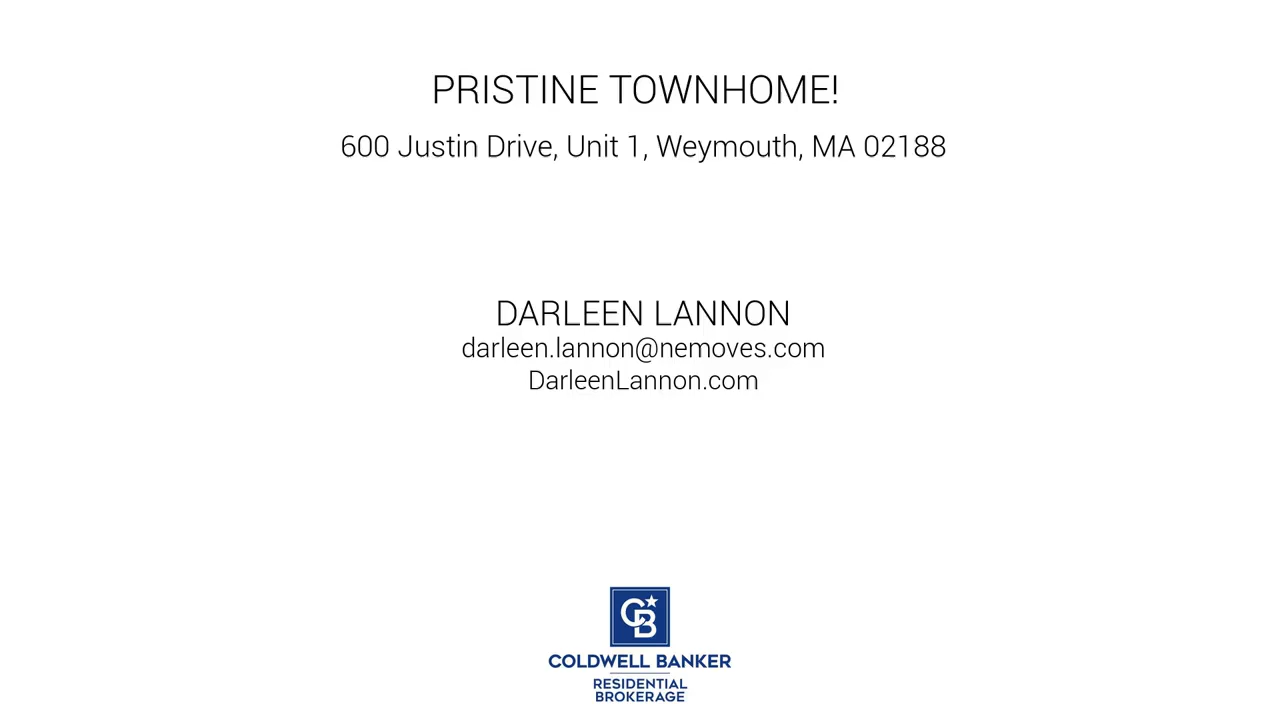 PRISTINE TOWNHOME!
600 Justin Drive, Unit 1, Weymouth, MA 02188
DARLEEN LANNON
darleen.lannon@nemoves.com
DarleenLannon.com
CB
COLDWELL BANKER
RESIDENTIAL
BROKERAGE